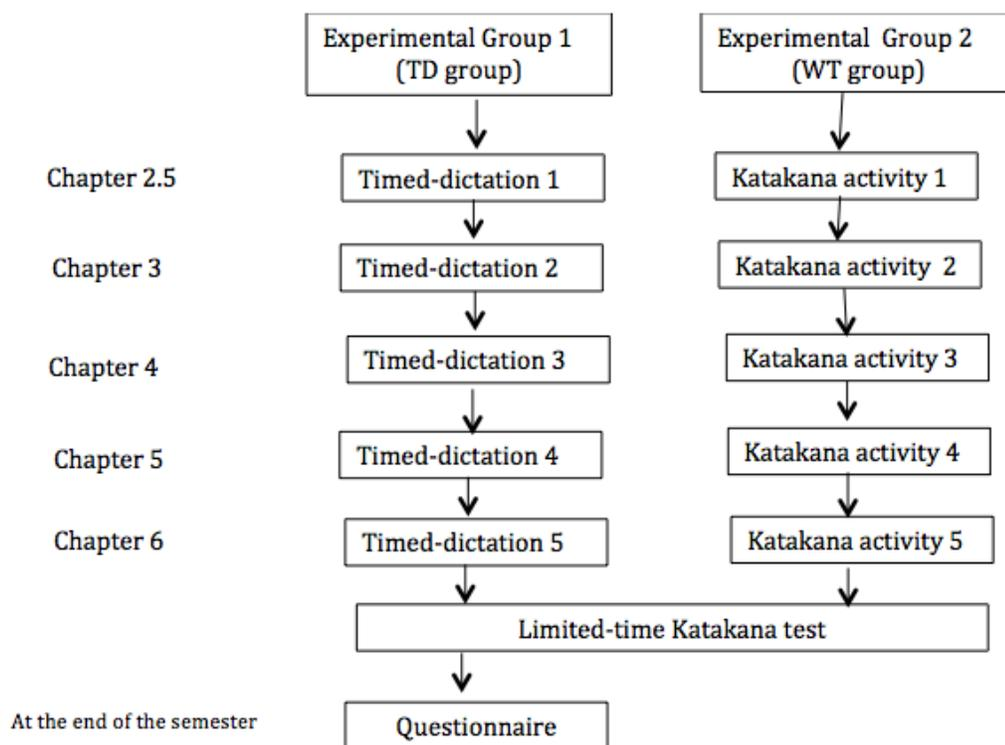 Experimental Group 1
(TD group)
Experimental Group 2
(WT group)
Chapter 2.5
Timed-dictation 1
Katakana activity 1
Chapter 3
Timed-dictation 2
Katakana activity 2
Chapter 4
Timed-dictation 3
Katakana activity 3
Chapter 5
Timed-dictation 4
Katakana activity 4
Chapter 6
Timed-dictation 5
Katakana activity 5
Limited-time Katakana test
At the end of the semester
Questionnaire